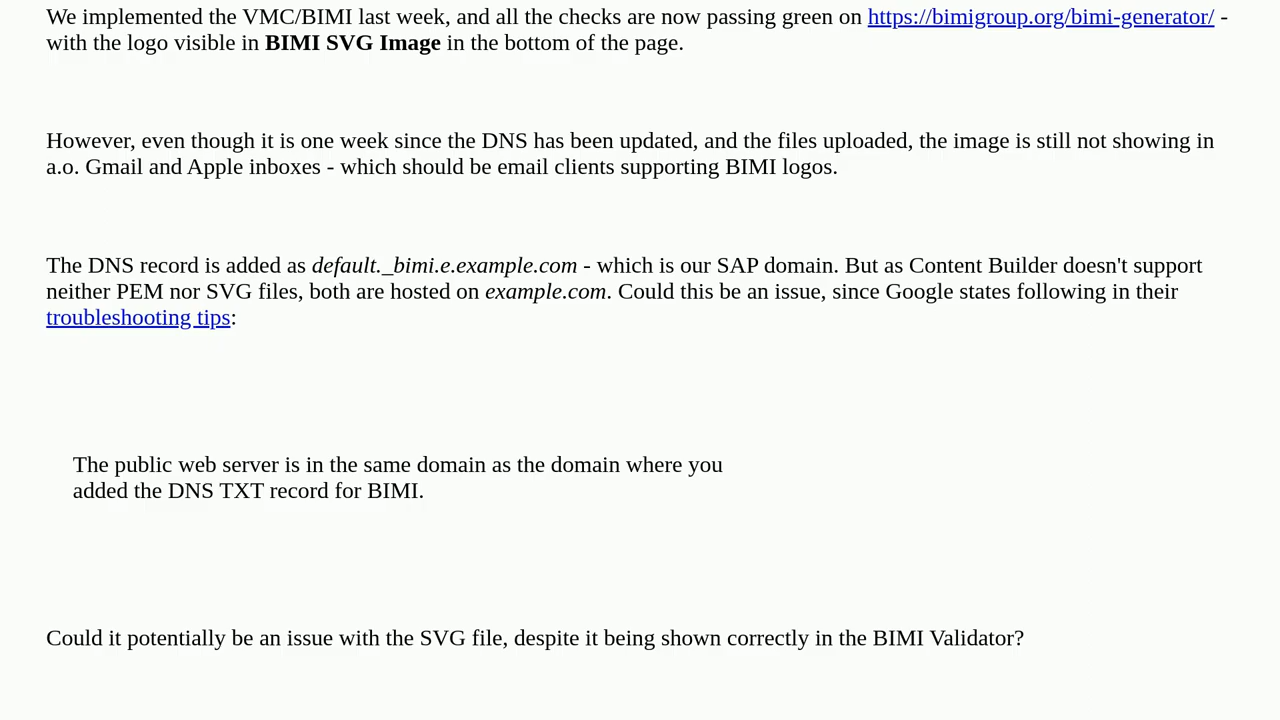 We implemented the VMC/BIMI last week, and all the checks are now passing green on https://bimigroup.org/bimi-generator/ -
with the logo visible in BIMI SVG Image in the bottom of the page.
However, even though it is one week since the DNS has been updated, and the files uploaded, the image is still not showing in
a.o. Gmail and Apple inboxes - which should be email clients supporting BIMI logos.
The DNS record is added as default._bimi.e.example.com - which is our SAP domain. But as Content Builder doesn't support
neither PEM nor SVG files, both are hosted on example.com. Could this be an issue, since Google states following in their
troubleshooting tips:
The public web server is in the same domain as the domain where you
added the DNS TXT record for BIMI.
Could it potentially be an issue with the SVG file, despite it being shown correctly in the BIMI Validator?